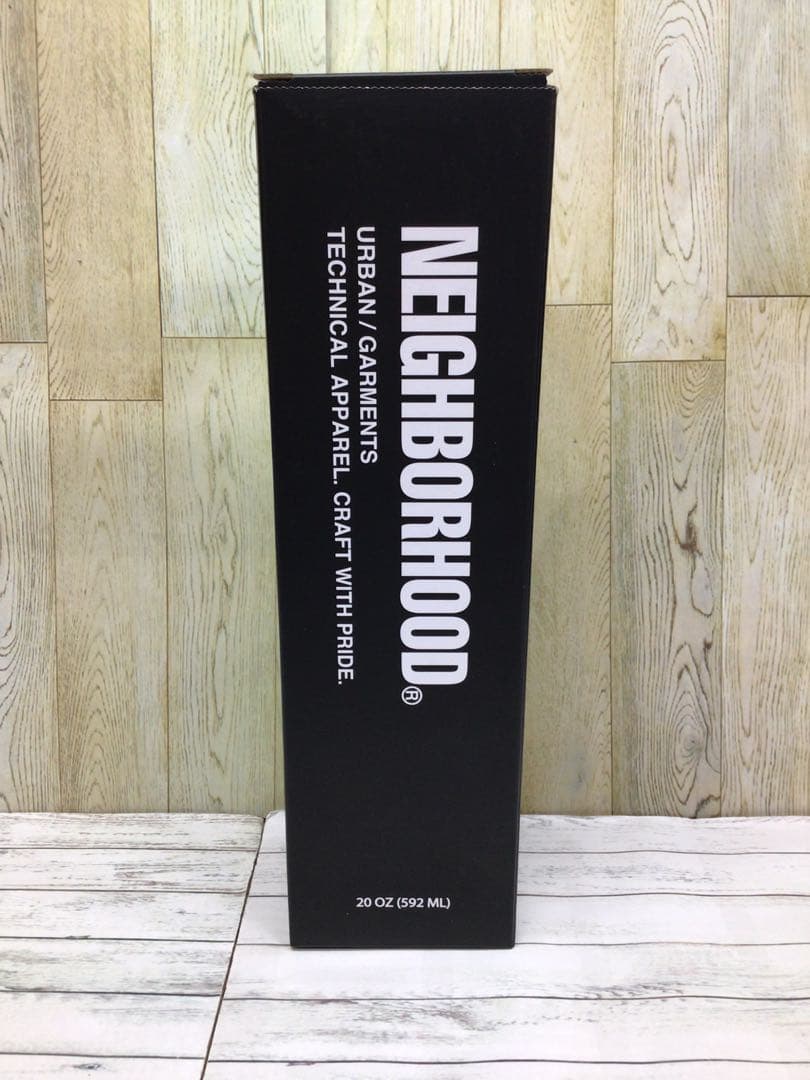 NEIGHBORHOOD®
URBAN / GARMENTS
TECHNICAL APPAREL. CRAFT WITH PRIDE.
20 OZ (592 ML)